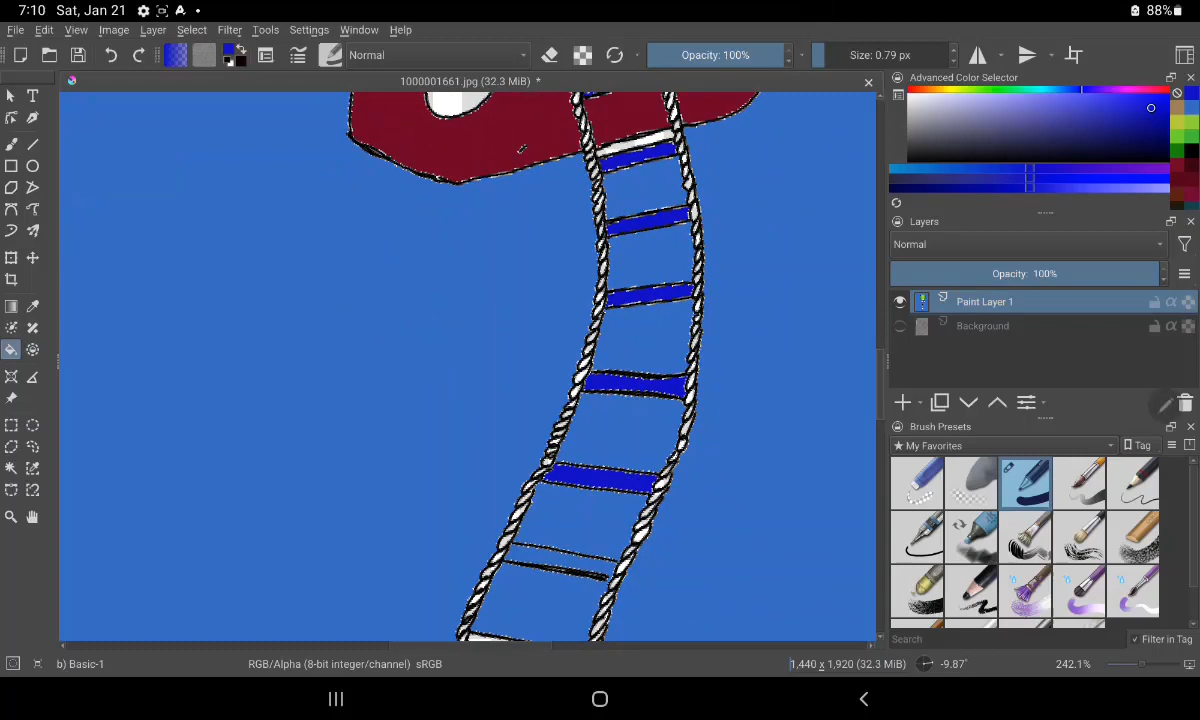 7:10 Sat, Jan 21 88%
File Edit View Image Layer Select Filter Tools Settings Window Help
Normal Opacity: 100% Size: 0.79 px
1000001661.jpg (32.3 MiB) *
Advanced Color Selector
Layers
Normal
Opacity: 100%
Paint Layer 1
Background
Brush Presets
My Favorites Tag
Search Filter in Tag
b) Basic-1 RGB/Alpha (8-bit integer/channel) sRGB 1,440 x 1,920 (32.3 MiB) -9.87° 242.1%